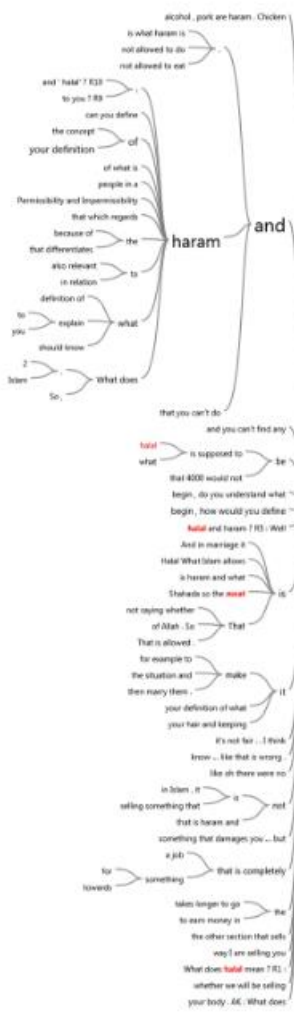 alcohol , pork are haram . Chicken
is what haram is
not allowed to do
not allowed to eat
,
and ' halal' ? R10
to you ? R9
,
can you define
the concept
your definition
of
of what is
people in a
Permissibility and Impermissibility
that which regards
because of
that differentiates
the
haram
and
also relevant
in relation
to
definition of
to
you
explain
what
should know
2
Islam
.
So ,
What does
that you can't do
and you can't find any
halal
what
is supposed to
be
that 4000 would not
begin , do you understand what
begin , how would you define
halal and haram ? R5 : Well
And in marriage it
Halal What Islam allows
is haram and what
Shahada so the meat
is
not saying whether
of Allah . So
That
That is allowed .
for example to
the situation and
make
then marry them .
it
your definition of what
your hair and keeping
it's not fair . . I think
know ... like that is wrong .
like oh there were no
in Islam . it
selling something that
is
not
that is haram and
something that damages you ... but
a job
that is completely
for
towards
something
takes longer to go
to earn money in
the
the other section that sells
way I am selling you
What does halal mean ? R1 :
whether we will be selling
your body . AK : What does